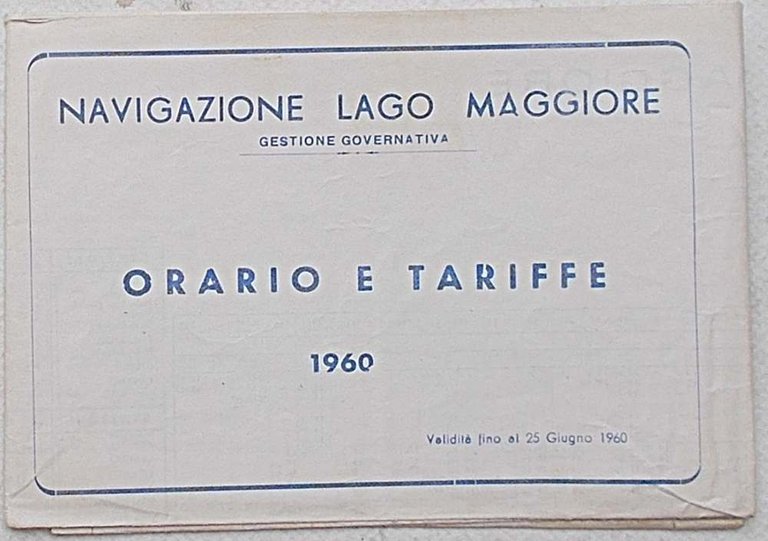 NAVIGAZIONE LAGO MAGGIORE
GESTIONE GOVERNATIVA
ORARIO E TARIFFE
1960
Validità fino al 25 Giugno 1960